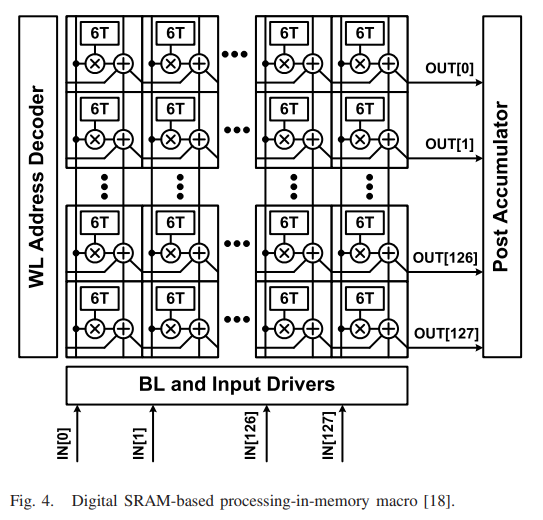 6T 6T 6T 6T
OUT[0]
6T 6T 6T 6T
OUT[1]
WL Address Decoder
Post Accumulator
6T 6T 6T 6T
OUT[126]
6T 6T 6T 6T
OUT[127]
BL and Input Drivers
IN[0]
IN[1]
IN[126]
IN[127]
Fig. 4. Digital SRAM-based processing-in-memory macro [18].